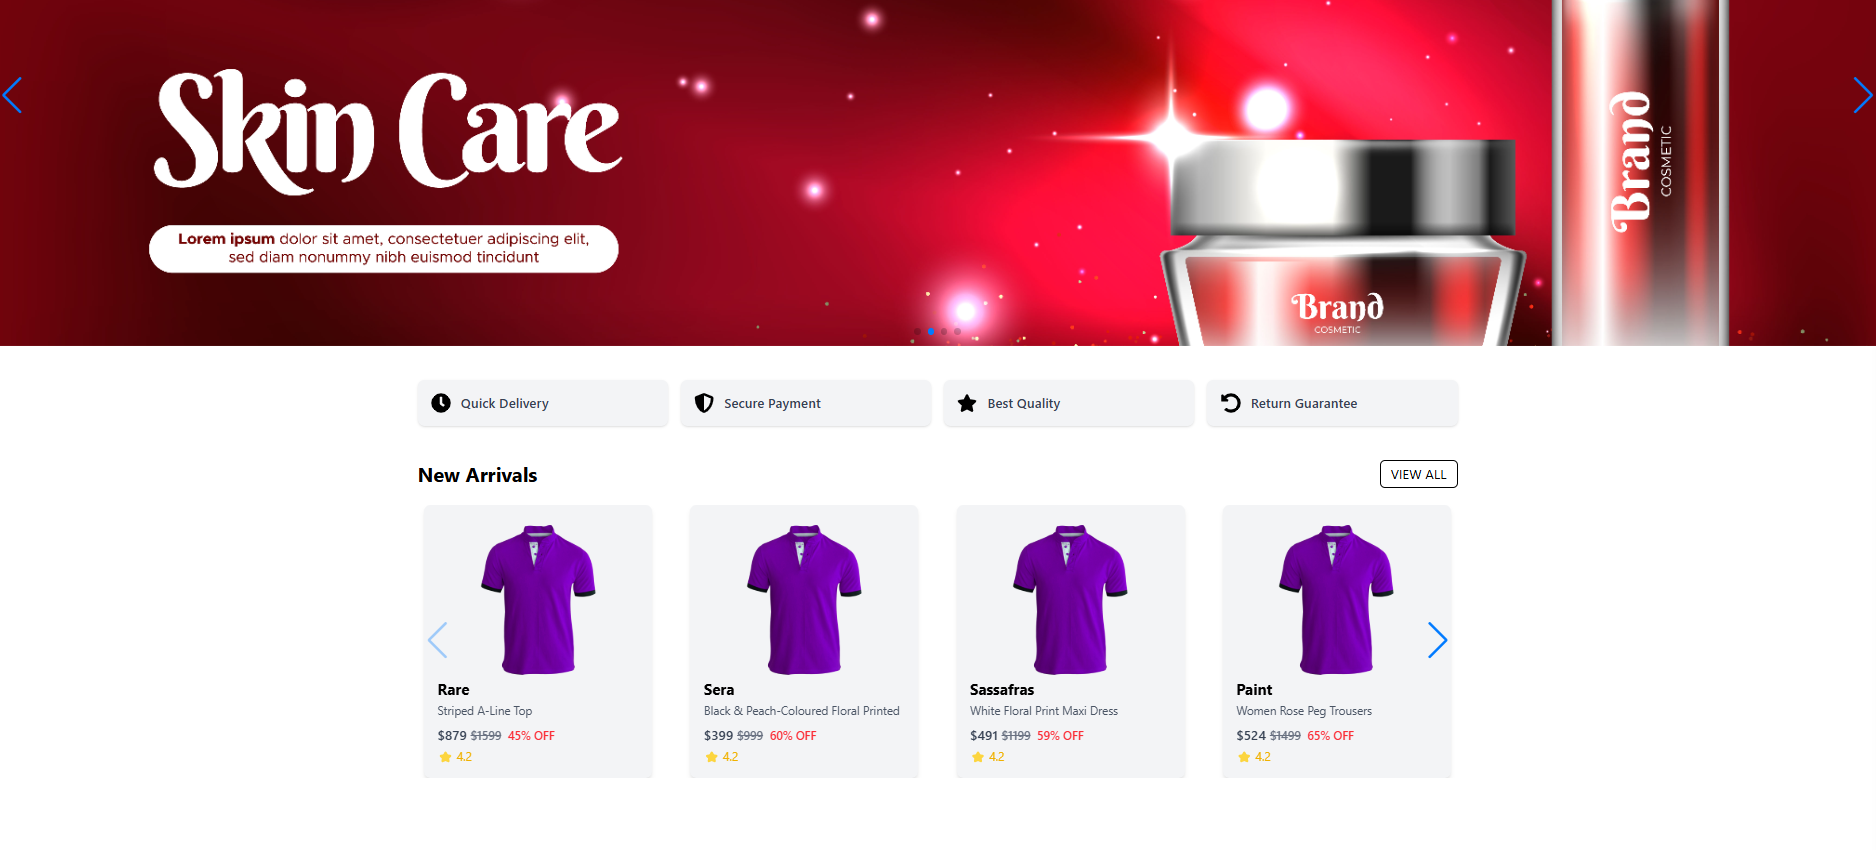 Skin Care
Lorem ipsum dolor sit amet, consectetuer adipiscing elit,
sed diam nonummy nibh euismod tincidunt
Brand
COSMETIC
Brand
COSMETIC
Quick Delivery
Secure Payment
Best Quality
Return Guarantee
New Arrivals
VIEW ALL
Rare
Striped A-Line Top
$879 $1599 45% OFF
4.2
Sera
Black & Peach-Coloured Floral Printed
$399 $999 60% OFF
4.2
Sassafras
White Floral Print Maxi Dress
$491 $1199 59% OFF
4.2
Paint
Women Rose Peg Trousers
$524 $1499 65% OFF
4.2